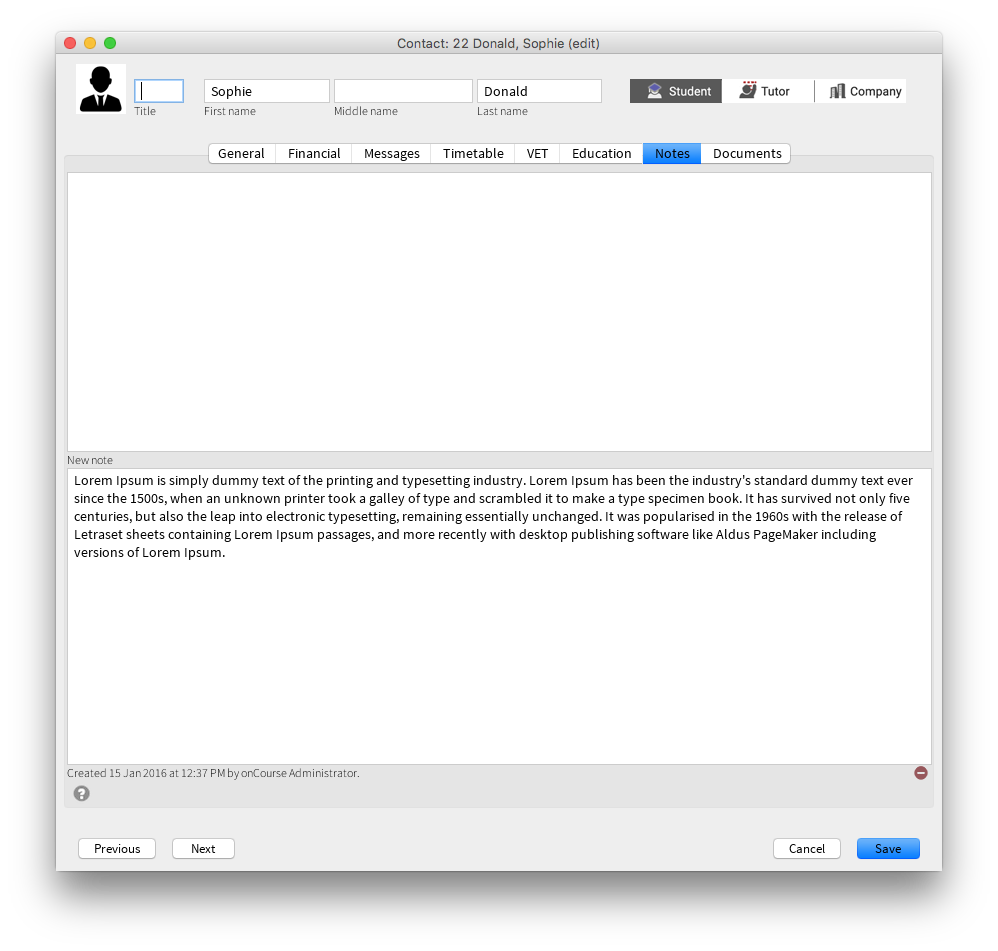 Contact: 22 Donald, Sophie (edit)
Sophie Donald Student Tutor Company
Title First name Middle name Last name
General Financial Messages Timetable VET Education Notes Documents
New note
Lorem Ipsum is simply dummy text of the printing and typesetting industry. Lorem Ipsum has been the industry's standard dummy text ever
since the 1500s, when an unknown printer took a galley of type and scrambled it to make a type specimen book. It has survived not only five
centuries, but also the leap into electronic typesetting, remaining essentially unchanged. It was popularised in the 1960s with the release of
Letraset sheets containing Lorem Ipsum passages, and more recently with desktop publishing software like Aldus PageMaker including
versions of Lorem Ipsum.
Created 15 Jan 2016 at 12:37 PM by onCourse Administrator.
?
Previous Next Cancel Save